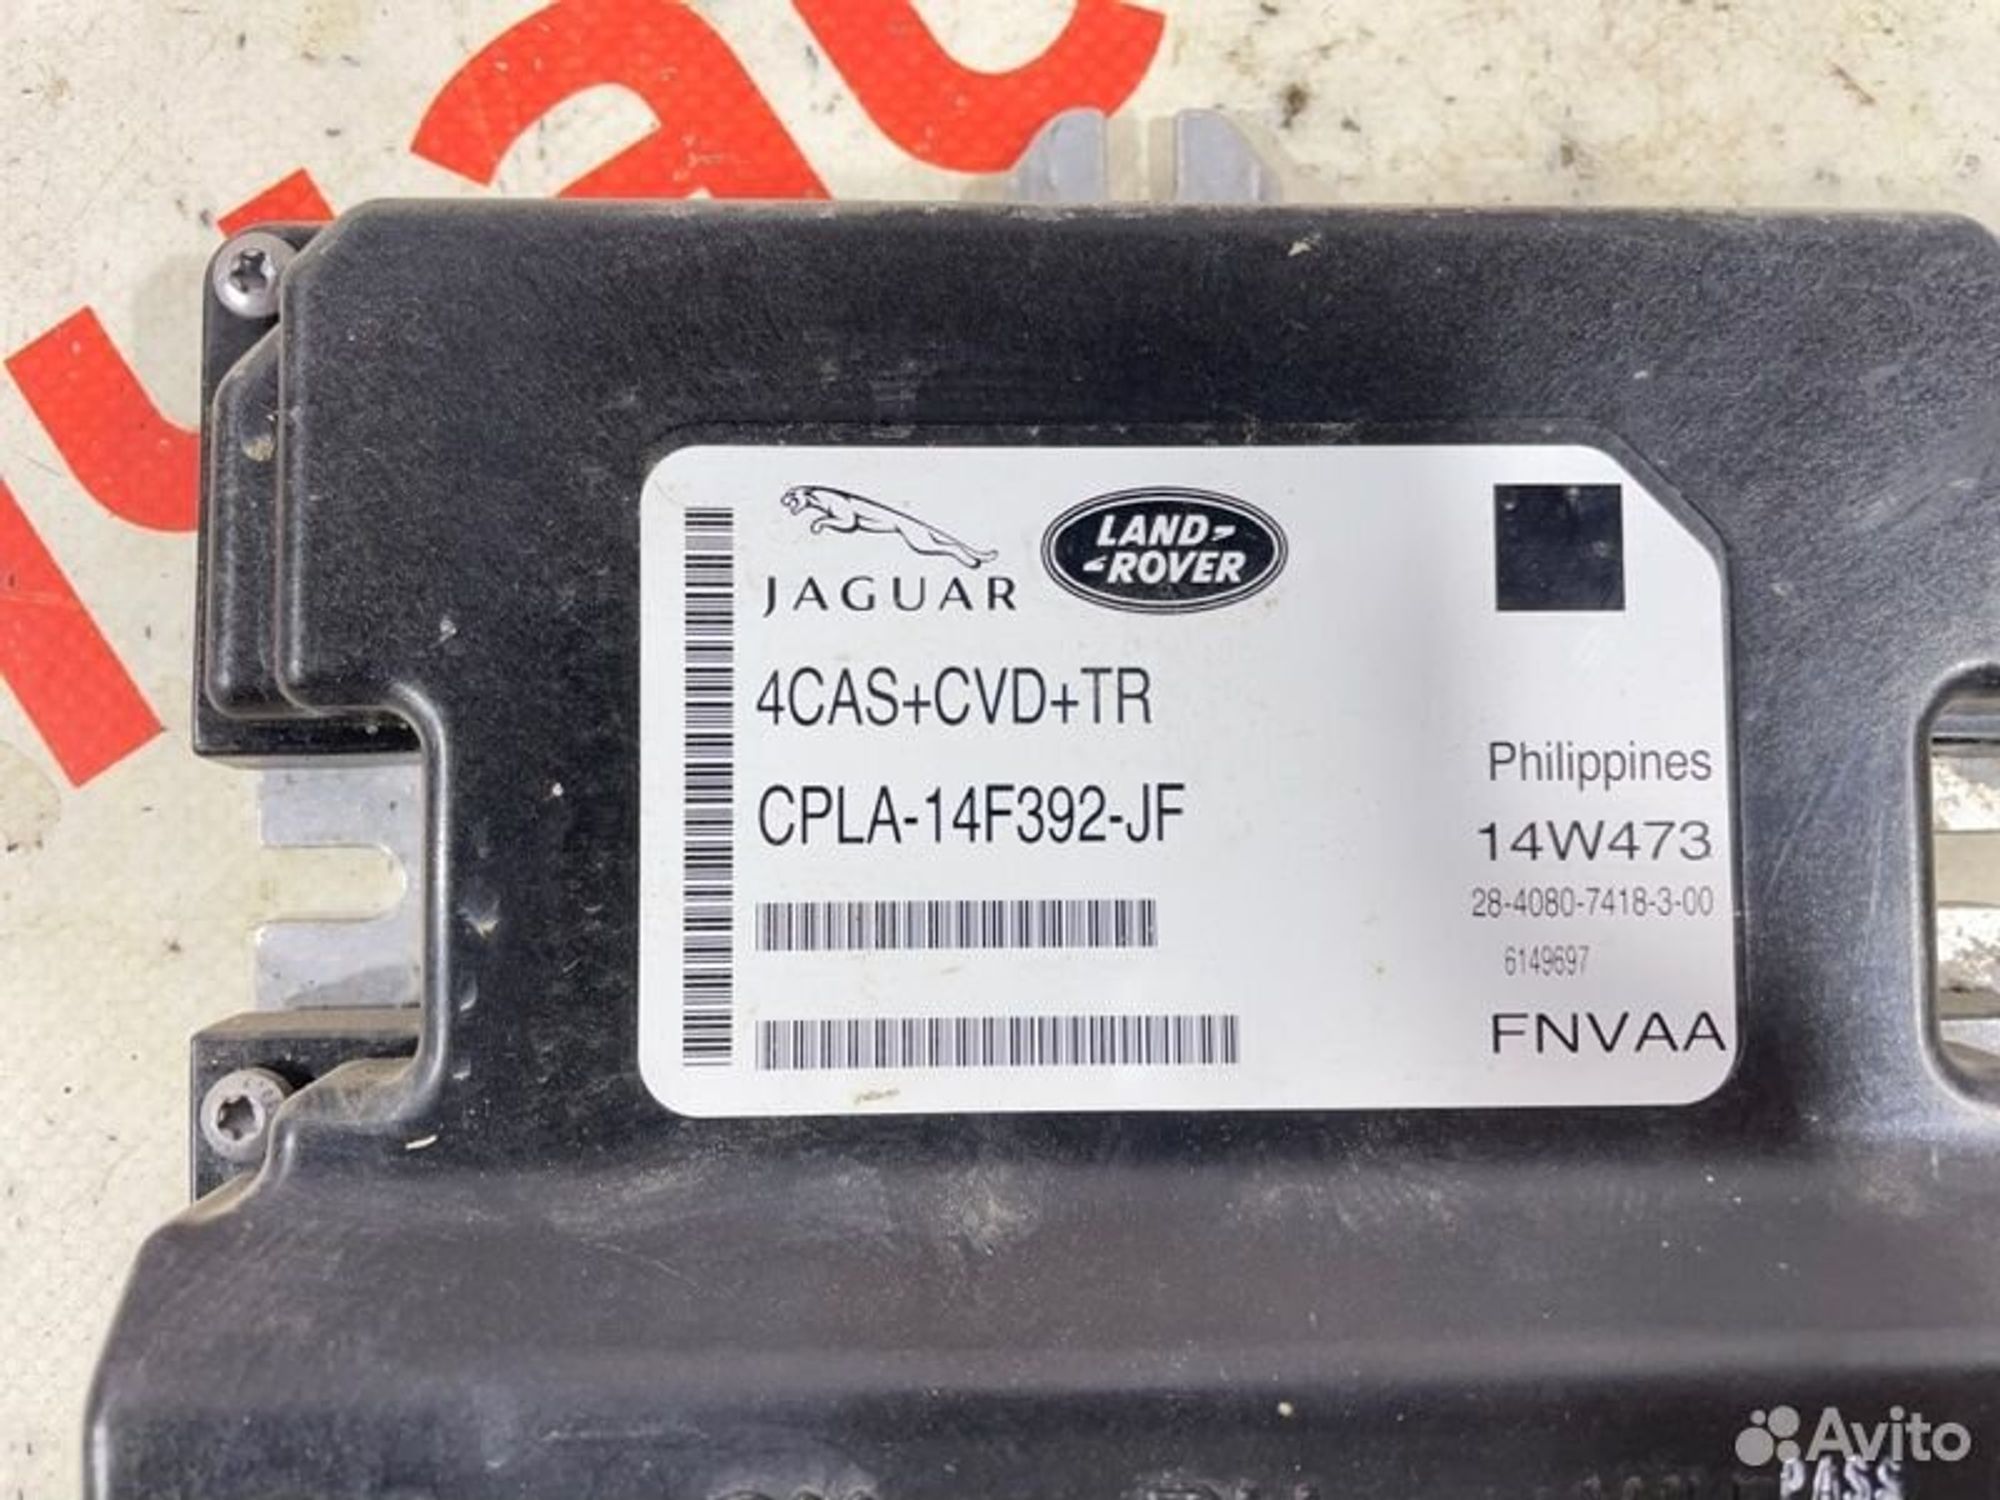 JAGUAR
LAND-
-ROVER
4CAS+CVD+TR
CPLA-14F392-JF
Philippines
14W473
28-4080-7418-3-00
6149697
FNVAA
PASS
Avito